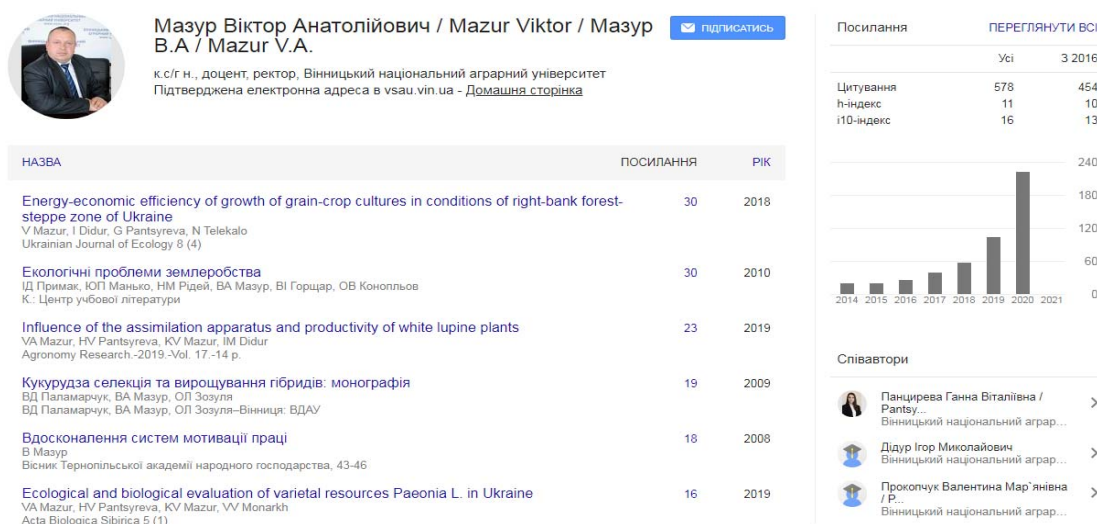 Мазур Віктор Анатолійович / Mazur Viktor / Мазур
В.А / Mazur V.A.
ПІДПИСАТИСЬ
к.с/г н., доцент, ректор, Вінницький національний аграрний університет
Підтверджена електронна адреса в vsau.vin.ua - Домашня сторінка
НАЗВА ПОСИЛАННЯ РІК
Energy-economic efficiency of growth of grain-crop cultures in conditions of right-bank forest- 30 2018
steppe zone of Ukraine
V Mazur, I Didur, G Pantsyreva, N Telekalo
Ukrainian Journal of Ecology 8 (4)
Екологічні проблеми землеробства 30 2010
ІД Примак, ЮП Манько, НМ Рідей, ВА Мазур, ВІ Горщар, ОВ Конопльов
К.: Центр учбової літератури
Influence of the assimilation apparatus and productivity of white lupine plants 23 2019
VA Mazur, HV Pantsyreva, KV Mazur, IM Didur
Agronomy Research.-2019.-Vol. 17.-14 p.
Кукурудза селекція та вирощування гібридів: монографія 19 2009
ВД Паламарчук, ВА Мазур, ОЛ Зозуля
ВД Паламарчук, ВА Мазур, ОЛ Зозуля–Вінниця: ВДАУ
Вдосконалення систем мотивації праці 18 2008
В Мазур
Вісник Тернопільської академії народного господарства, 43-46
Ecological and biological evaluation of varietal resources Paeonia L. in Ukraine 16 2019
VA Mazur, HV Pantsyreva, KV Mazur, VV Monarkh
Acta Biologica Sibirica 5 (1)
Посилання ПЕРЕГЛЯНУТИ ВСІ
Усі З 2016
Цитування 578 454
h-індекс 11 10
i10-індекс 16 13
240
180
120
60
0
2014 2015 2016 2017 2018 2019 2020 2021
Співавтори
Панцирева Ганна Віталіївна /
Pantsy...
Вінницький національний аграр...
Дідур Ігор Миколайович
Вінницький національний аграр...
Прокопчук Валентина Мар`янівна
/ P...
Вінницький національний аграр...